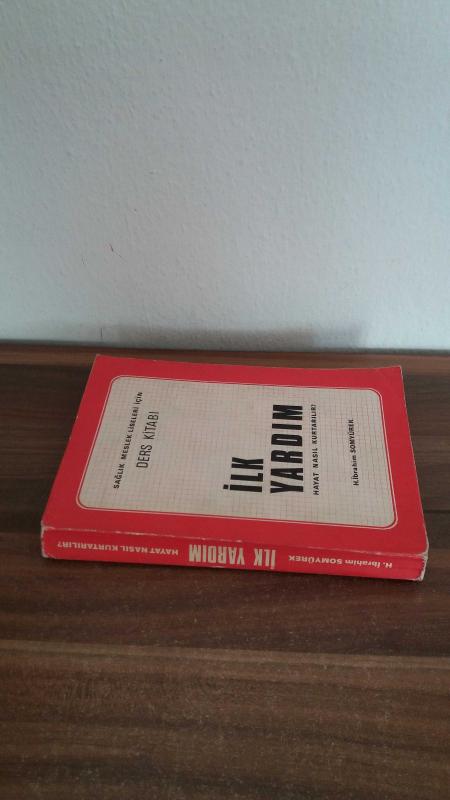 SAĞLIK MESLEK LİSELERİ İÇİN
DERS KİTABI
İLK
YARDIM
HAYAT NASIL KURTARILIR?
H.İbrahim SOMYÜREK
H. İbrahim SOMYÜREK
İLK YARDIM
HAYAT NASIL KURTARILIR?